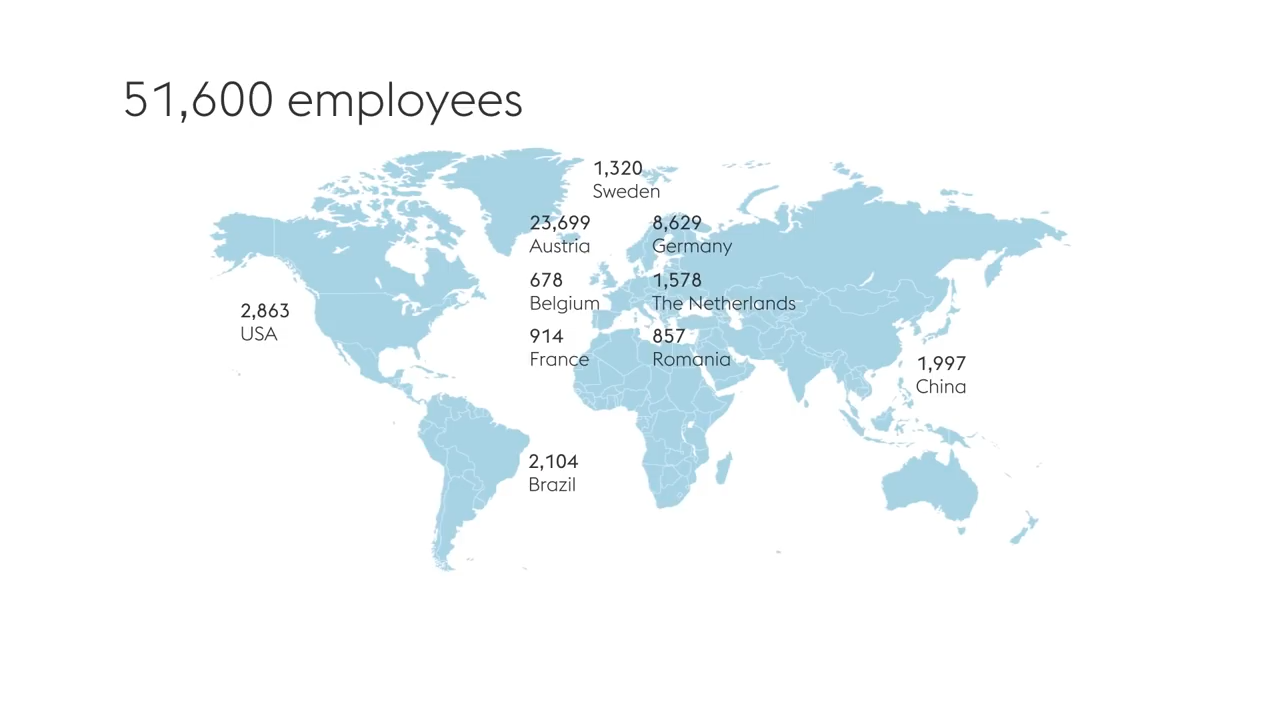 51,600 employees
1,320
Sweden
23,699
Austria
8,629
Germany
678
Belgium
1,578
The Netherlands
2,863
USA
914
France
857
Romania
1,997
China
2,104
Brazil